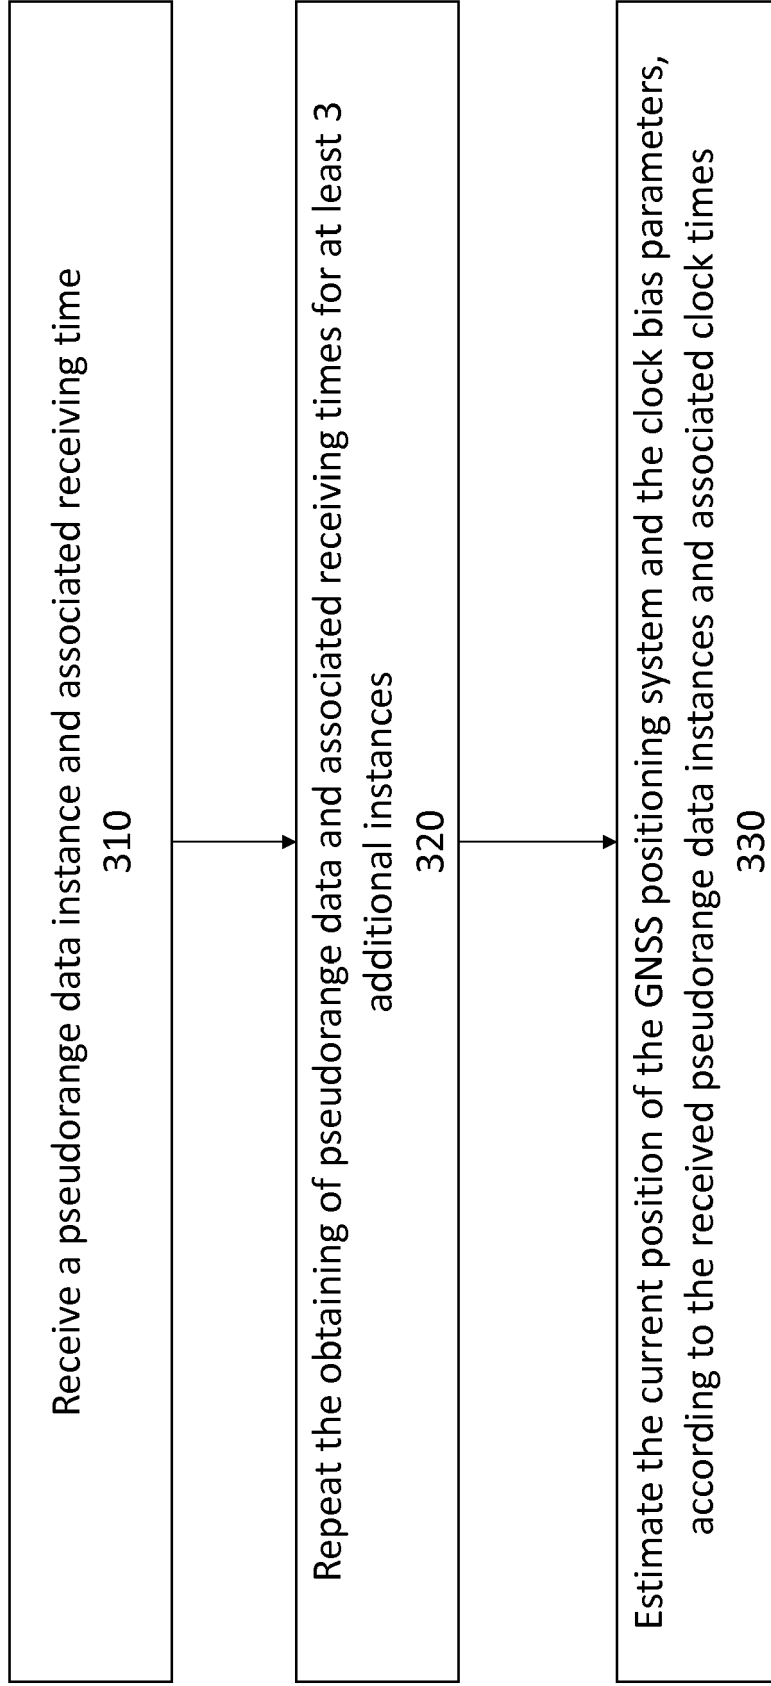 Receive a pseudorange data instance and associated receiving time
310
Repeat the obtaining of pseudorange data and associated receiving times for at least 3
additional instances
320
Estimate the current position of the GNSS positioning system and the clock bias parameters,
according to the received pseudorange data instances and associated clock times
330